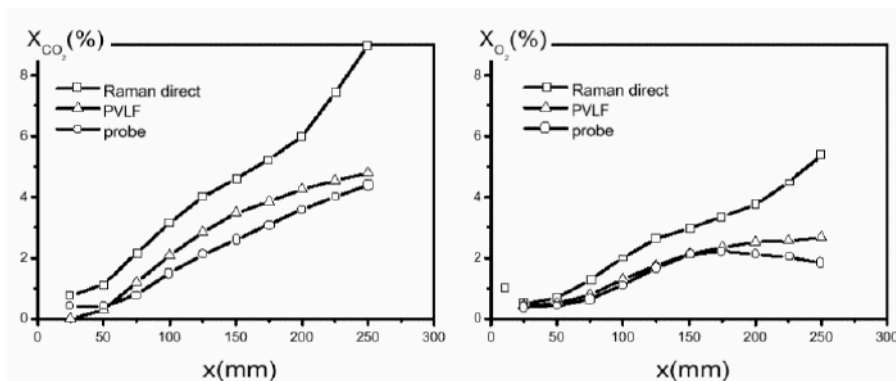 X_CO₂(%)
8
6
4
2
0
Raman direct
PVLF
probe
0 50 100 150 200 250 300
x(mm)
X_O₂(%)
8
6
4
2
0
Raman direct
PVLF
probe
0 50 100 150 200 250 300
x(mm)